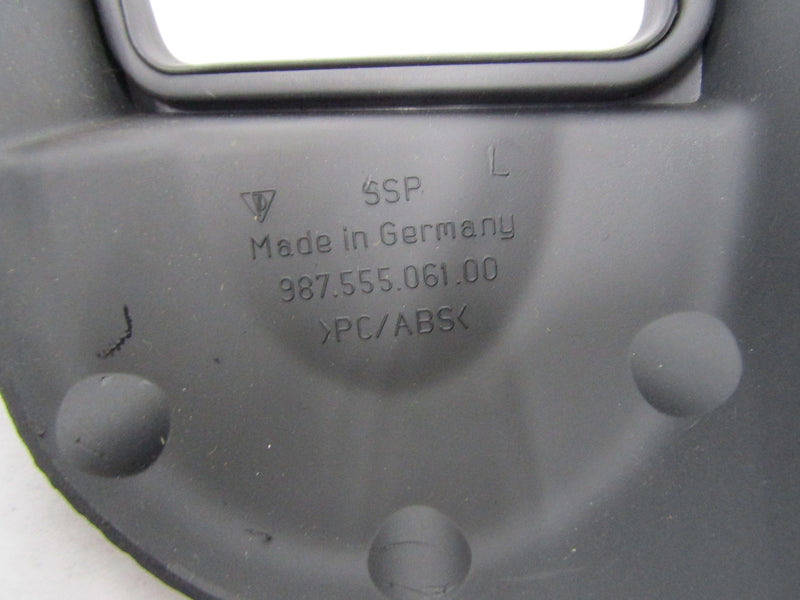 SSP L
Made in Germany
987.555.061.00
>PC/ABS<